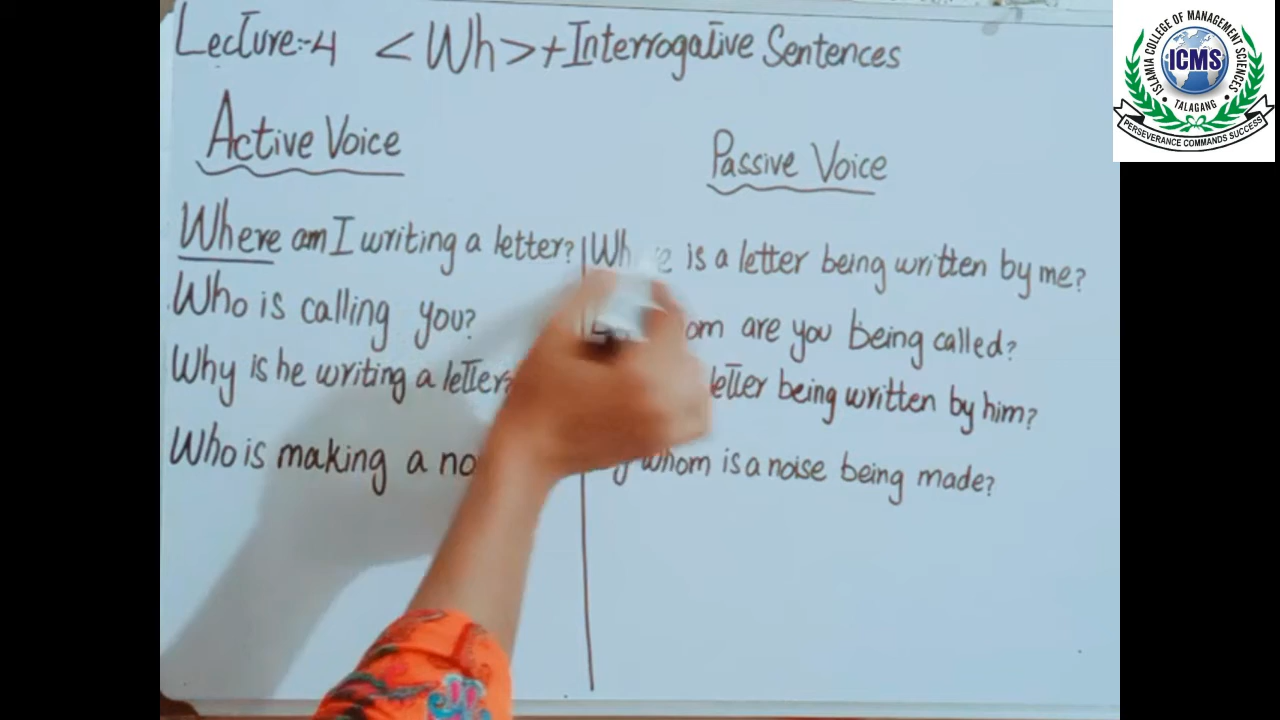 Lecture:-4 <Wh>+Interrogative Sentences
Active Voice
Passive Voice
Where am I writing a letter?
is a letter being written by me?
Who is calling you?
are you being called?
Why is he writing a letter?
letter being written by him?
Who is making a
whom is a noise being made?
ISLAMIA COLLEGE OF MANAGEMENT SCIENCES
ICMS
TALAGANG
PERSEVERANCE COMMANDS SUCCESS